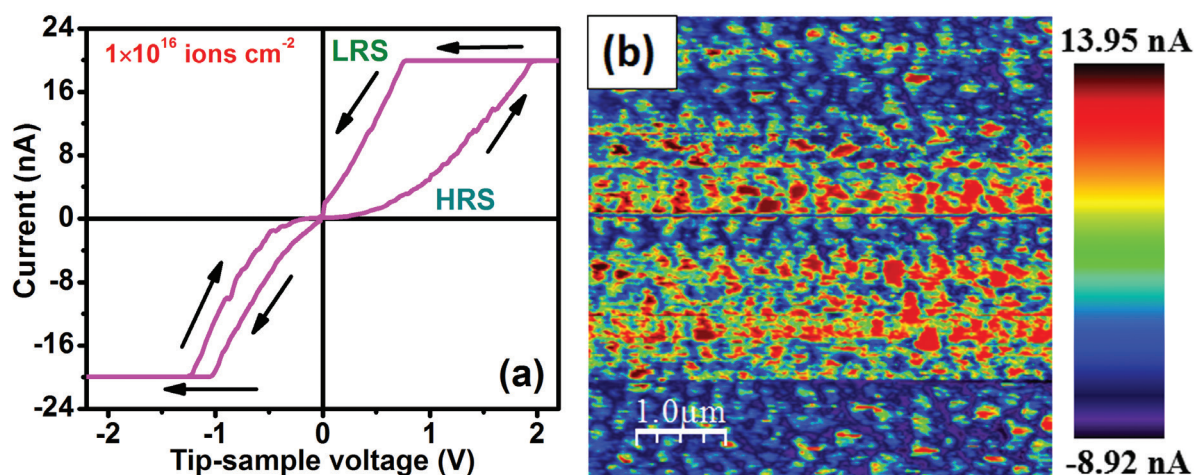 1×10¹⁶ ions cm⁻²
LRS
HRS
(a)
24
16
8
0
-8
-16
-24
Current (nA)
-2 -1 0 1 2
Tip-sample voltage (V)
(b)
1.0µm
13.95 nA
-8.92 nA